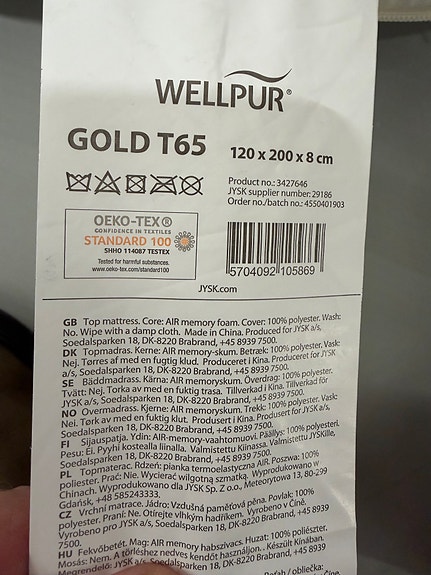 WELLPUR®
GOLD T65 120 x 200 x 8 cm
Product no.: 3427646
JYSK supplier number: 29186
Order no./batch no.: 4550401903
OEKO-TEX®
CONFIDENCE IN TEXTILES
STANDARD 100
SHHO 114087 TESTEX
Tested for harmful substances.
www.oeko-tex.com/standard100
5704092 105869
JYSK.com
GB Top mattress. Core: AIR memory foam. Cover: 100% polyester. Wash:
No. Wipe with a damp cloth. Made in China. Produced for JYSK a/s,
Soedalsparken 18, DK-8220 Brabrand, +45 8939 7500.
DK Topmadras. Kerne: AIR memory-skum. Betræk: 100% polyester. Vask:
Nej. Tørres af med en fugtig klud. Produceret i Kina. Produceret for JYSK
a/s, Soedalsparken 18, DK-8220 Brabrand, +45 8939 7500.
SE Bäddmadrass. Kärna: AIR memoryskum. Överdrag: 100% polyester.
Tvätt: Nej. Torka av med en fuktig trasa. Tillverkad i Kina. Tillverkad för
JYSK a/s, Soedalsparken 18, DK-8220 Brabrand, +45 8939 7500.
NO Overmadrass. Kjerne: AIR memoryskum. Trekk: 100% polyester. Vask:
Nei. Tørk av med en fuktig klut. Produsert i Kina. Produsert for JYSK a/s,
Soedalsparken 18, DK-8220 Brabrand, +45 8939 7500.
FI Sijauspatja. Ydin: AIR-memory-vaahtomuovi. Päällys: 100% polyesteri.
Pesu: Ei. Pyyhi kostealla liinalla. Valmistettu Kiinassa. Valmistettu JYSKille,
Soedalsparken 18, DK-8220 Brabrand, +45 8939 7500.
PL Topmaterac. Rdzeń: pianka termoelastyczna AIR. Poszwa: 100%
poliester. Prać: Nie. Wycierać wilgotną szmatką. Wyprodukowano w
Chinach. Wyprodukowano dla JYSK Sp. Z o.o., Meteorytowa 13, 80-299
Gdańsk, +48 585243333.
CZ Vrchní matrace. Jádro: Vzdušná paměťová pěna. Povlak: 100%
polyester. Praní: Ne. Otírejte vlhkým hadříkem. Vyrobeno v Číně.
Vyrobeno pro JYSK a/s, Soedalsparken 18, DK-8220 Brabrand, +45 8939
7500.
HU Fekvőbetét. Mag: AIR memory habszivacs. Huzat: 100% poliészter.
Mosás: Nem. A törléshez nedves kendőt használjon. . Készült Kínában.
Megrendelő: JYSK a/s, Soedalsparken 18, DK-8220 Brabrand, +45 8939
Poťah / obliečka:
Číne.